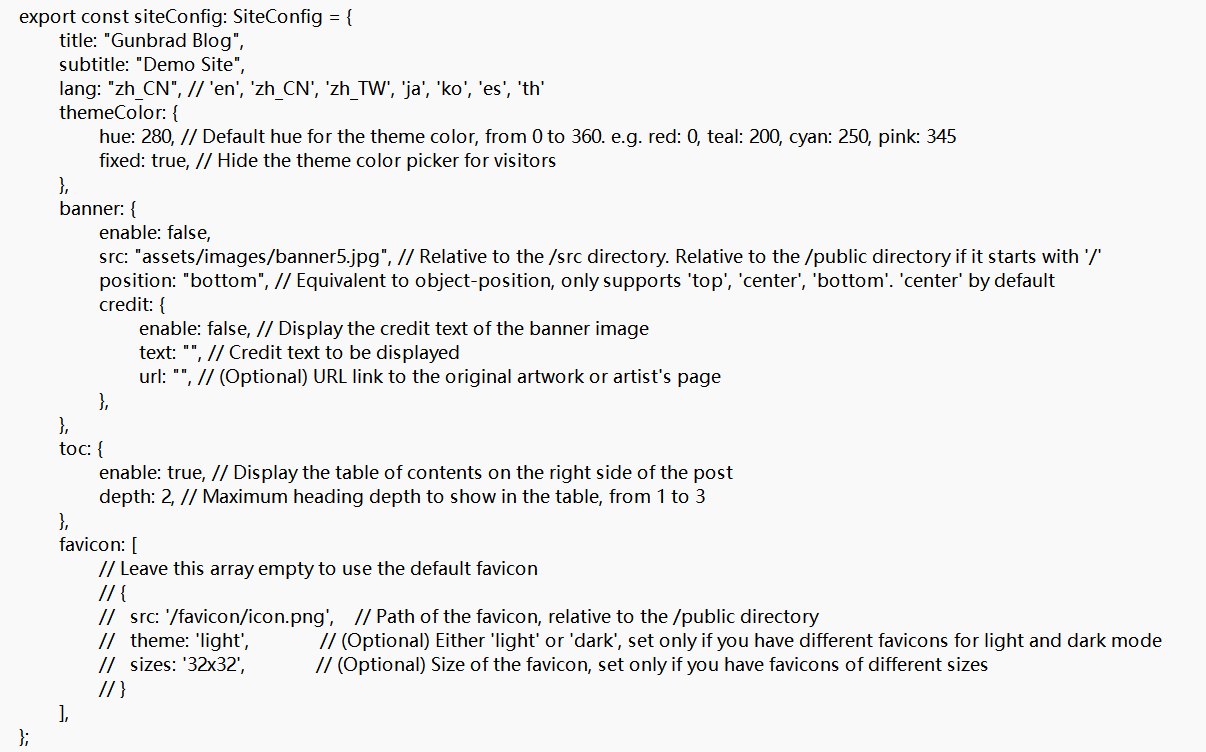 export const siteConfig: SiteConfig = {
title: "Gunbrad Blog",
subtitle: "Demo Site",
lang: "zh_CN", // 'en', 'zh_CN', 'zh_TW', 'ja', 'ko', 'es', 'th'
themeColor: {
hue: 280, // Default hue for the theme color, from 0 to 360. e.g. red: 0, teal: 200, cyan: 250, pink: 345
fixed: true, // Hide the theme color picker for visitors
},
banner: {
enable: false,
src: "assets/images/banner5.jpg", // Relative to the /src directory. Relative to the /public directory if it starts with '/'
position: "bottom", // Equivalent to object-position, only supports 'top', 'center', 'bottom'. 'center' by default
credit: {
enable: false, // Display the credit text of the banner image
text: "", // Credit text to be displayed
url: "", // (Optional) URL link to the original artwork or artist's page
},
},
toc: {
enable: true, // Display the table of contents on the right side of the post
depth: 2, // Maximum heading depth to show in the table, from 1 to 3
},
favicon: [
// Leave this array empty to use the default favicon
// {
//   src: '/favicon/icon.png',    // Path of the favicon, relative to the /public directory
//   theme: 'light',              // (Optional) Either 'light' or 'dark', set only if you have different favicons for light and dark mode
//   sizes: '32x32',              // (Optional) Size of the favicon, set only if you have favicons of different sizes
// }
],
};